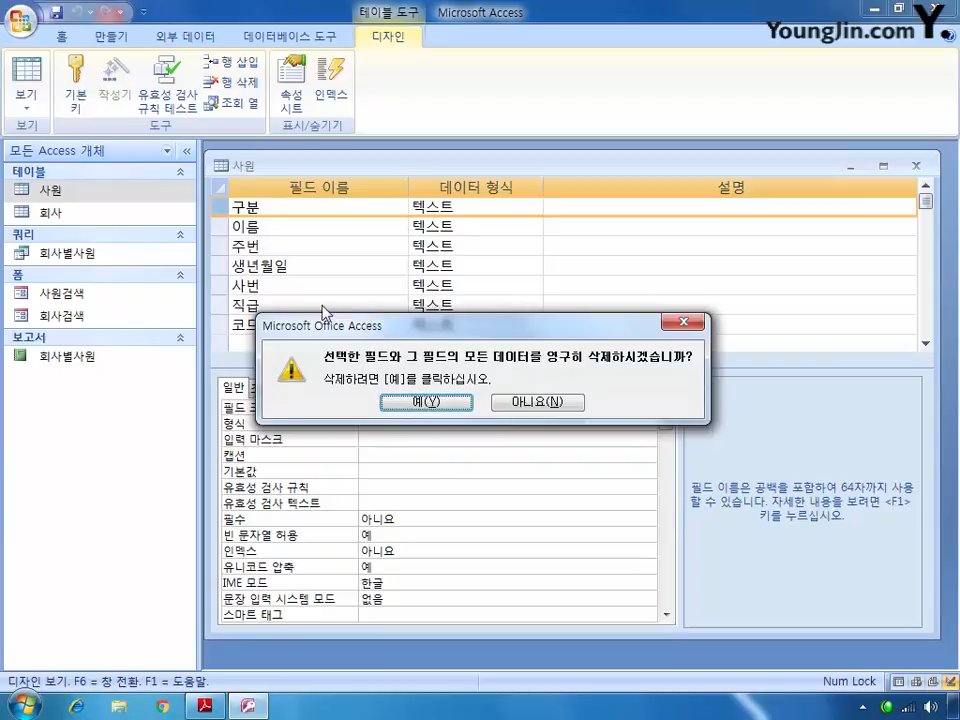 테이블 도구
Microsoft Access
YoungJin.com Y.
홈
만들기
외부 데이터
데이터베이스 도구
디자인
보기
기본
키
작성기
유효성 검사
규칙 테스트
행 삽입
행 삭제
조회 열
속성
시트
인덱스
보기
도구
표시/숨기기
모든 Access 개체
테이블
사원
회사
쿼리
회사별사원
폼
사원검색
회사검색
보고서
회사별사원
사원
필드 이름
데이터 형식
설명
구분
텍스트
이름
텍스트
주번
텍스트
생년월일
텍스트
사번
텍스트
직급
텍스트
Microsoft Office Access
선택한 필드와 그 필드의 모든 데이터를 영구히 삭제하시겠습니까?
삭제하려면 [예]를 클릭하십시오.
예(Y)
아니요(N)
일반
형식
입력 마스크
캡션
기본값
유효성 검사 규칙
유효성 검사 텍스트
필수
아니요
빈 문자열 허용
예
인덱스
아니요
유니코드 압축
예
IME 모드
한글
문장 입력 시스템 모드
없음
스마트 태그
필드 이름은 공백을 포함하여 64자까지 사용
할 수 있습니다. 자세한 내용을 보려면 <F1>
키를 누르십시오.
디자인 보기. F6 = 창 전환. F1 = 도움말.
Num Lock